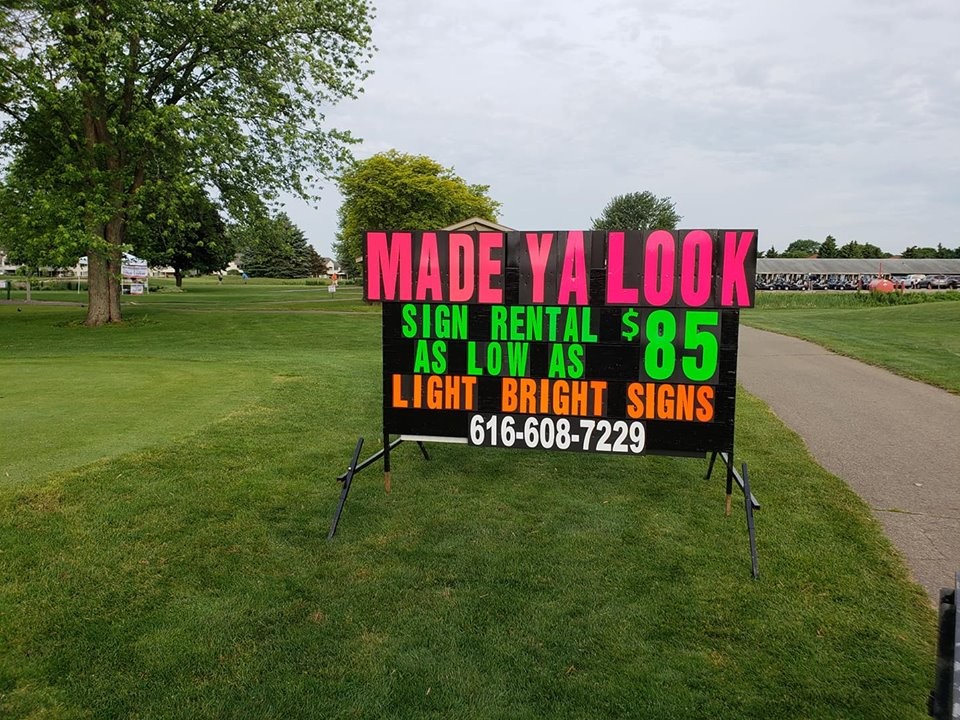 MADE YA LOOK
SIGN RENTAL $85
AS LOW AS
LIGHT BRIGHT SIGNS
616-608-7229